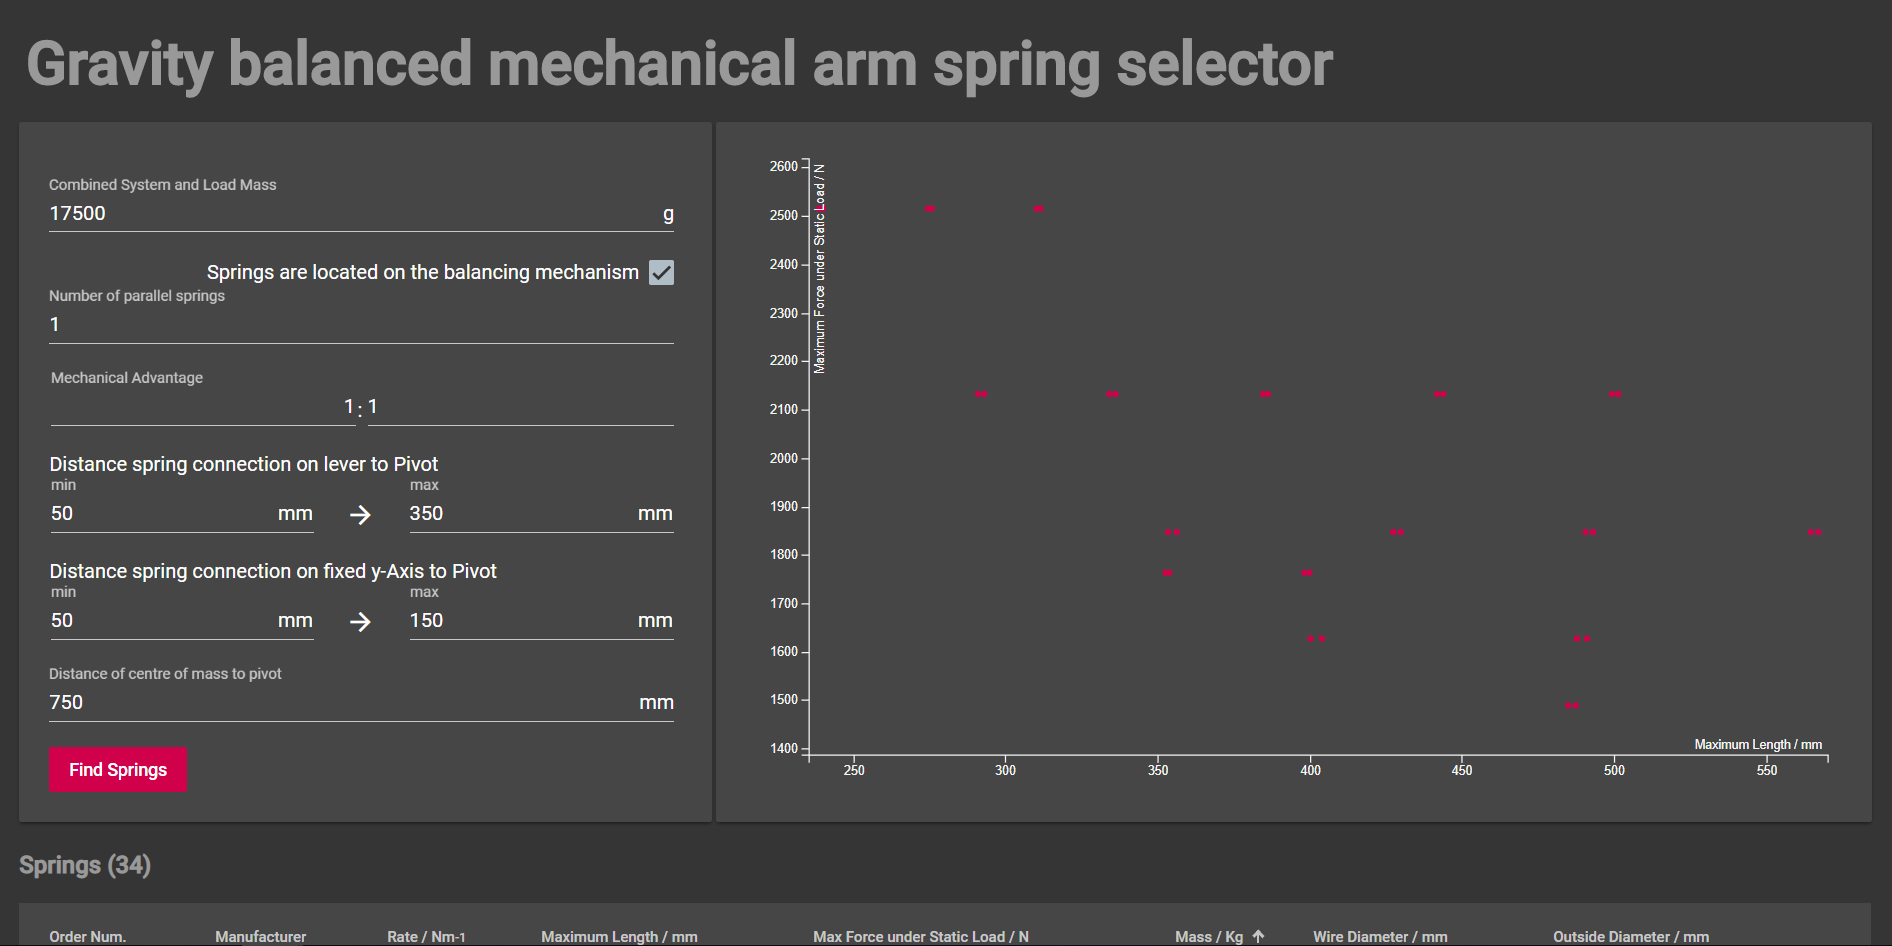 Gravity balanced mechanical arm spring selector
Combined System and Load Mass
17500 g
Springs are located on the balancing mechanism
Number of parallel springs
1
Mechanical Advantage
1 : 1
Distance spring connection on lever to Pivot
min max
50 mm 350 mm
Distance spring connection on fixed y-Axis to Pivot
min max
50 mm 150 mm
Distance of centre of mass to pivot
750 mm
Find Springs
Maximum Force under Static Load / N
2600
2500
2400
2300
2200
2100
2000
1900
1800
1700
1600
1500
1400
Maximum Length / mm
250 300 350 400 450 500 550
Springs (34)
Order Num. Manufacturer Rate / Nm-1 Maximum Length / mm Max Force under Static Load / N Mass / Kg Wire Diameter / mm Outside Diameter / mm